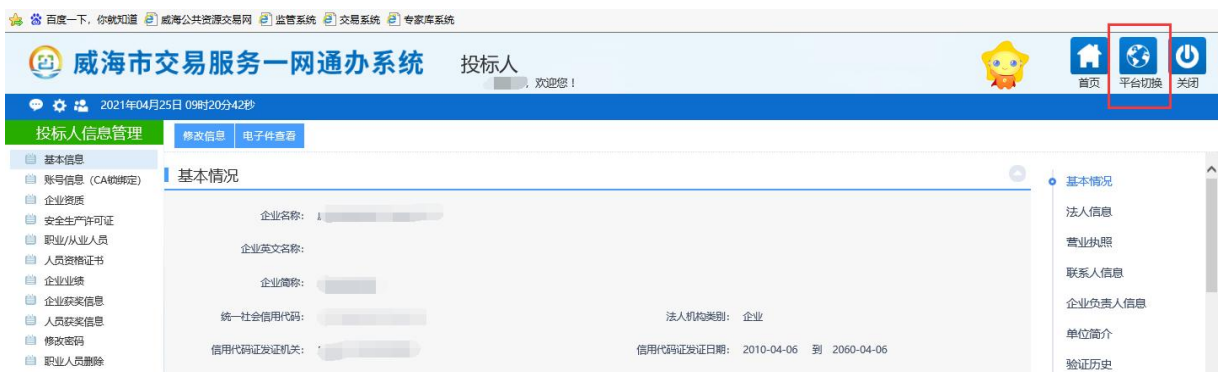 百度一下，你就知道 威海公共资源交易网 监管系统 交易系统 专家库系统
威海市交易服务一网通办系统 投标人
，欢迎您！
首页 平台切换 关闭
2021年04月25日 09时20分42秒
投标人信息管理 修改信息 电子件查看
基本信息
账号信息（CA锁绑定）
企业资质
安全生产许可证
职业/从业人员
人员资格证书
企业业绩
企业获奖信息
人员获奖信息
修改密码
职业人员删除
基本情况
企业名称：
企业英文名称：
企业简称：
统一社会信用代码： 法人机构类别： 企业
信用代码证发证机关： 信用代码证发证日期： 2010-04-06 到 2060-04-06
基本情况
法人信息
营业执照
联系人信息
企业负责人信息
单位简介
验证历史